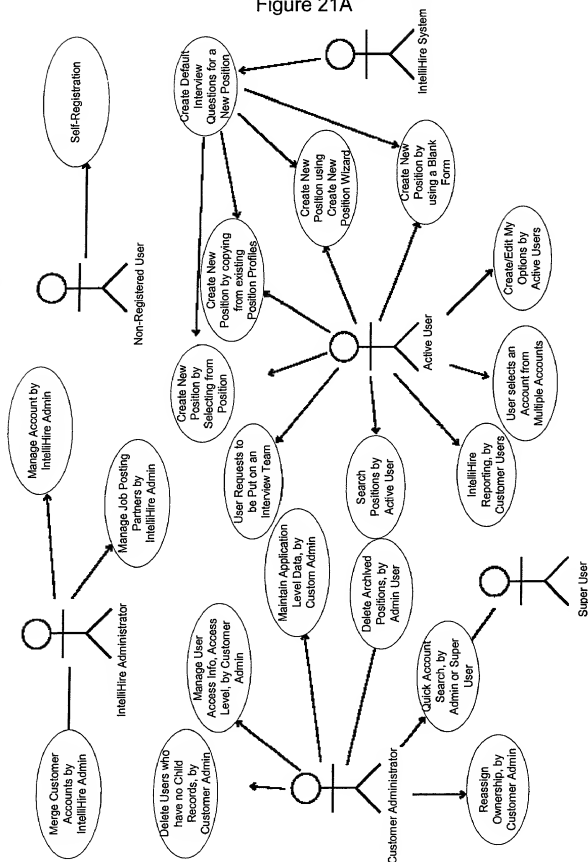 Figure 21A
Merge Customer
Accounts by
IntelliHire Admin
IntelliHire Administrator
Manage Account by
IntelliHire Admin
Manage Job Posting
Partners by
IntelliHire Admin
Non-Registered User
Self-Registration
Delete Users who
have no Child
Records, by
Customer Admin
Manage User
Access Info, Access
Level, by Customer
Admin
Maintain Application
Level Data, by
Custom Admin
Delete Archived
Positions, by
Admin User
Quick Account
Search, by
Admin or Super
User
Reassign
Ownership, by
Customer Admin
Customer Administrator
Super User
User Requests to
be Put on an
Interview Team
Search
Positions by
Active User
IntelliHire
Reporting, by
Customer Users
User selects an
Account from
Multiple Accounts
Create/Edit My
Options by
Active Users
Active User
Create New
Position by
Selecting from
Position
Create New
Position by copying
from existing
Position Profiles
Create New
Position using
Create New
Position Wizard
Create New
Position by
using a Blank
Form
Create Default
Interview
Questions for a
New Position
IntelliHire System